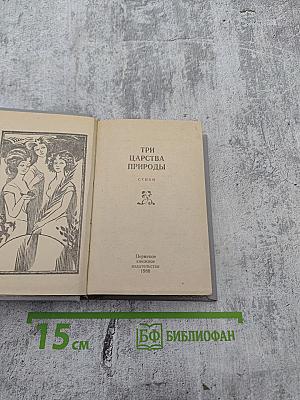 ТРИ
ЦАРСТВА
ПРИРОДЫ
СТИХИ
Пермское
книжное
издательство
1988
15 см
БФ БИБЛИОФАН